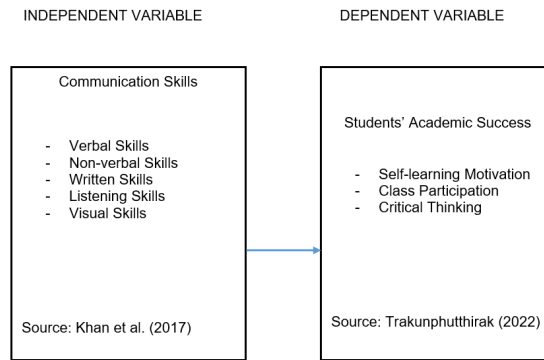 INDEPENDENT VARIABLE
DEPENDENT VARIABLE
Communication Skills
- Verbal Skills
- Non-verbal Skills
- Written Skills
- Listening Skills
- Visual Skills
Source: Khan et al. (2017)
Students’ Academic Success
- Self-learning Motivation
- Class Participation
- Critical Thinking
Source: Trakunphutthirak (2022)